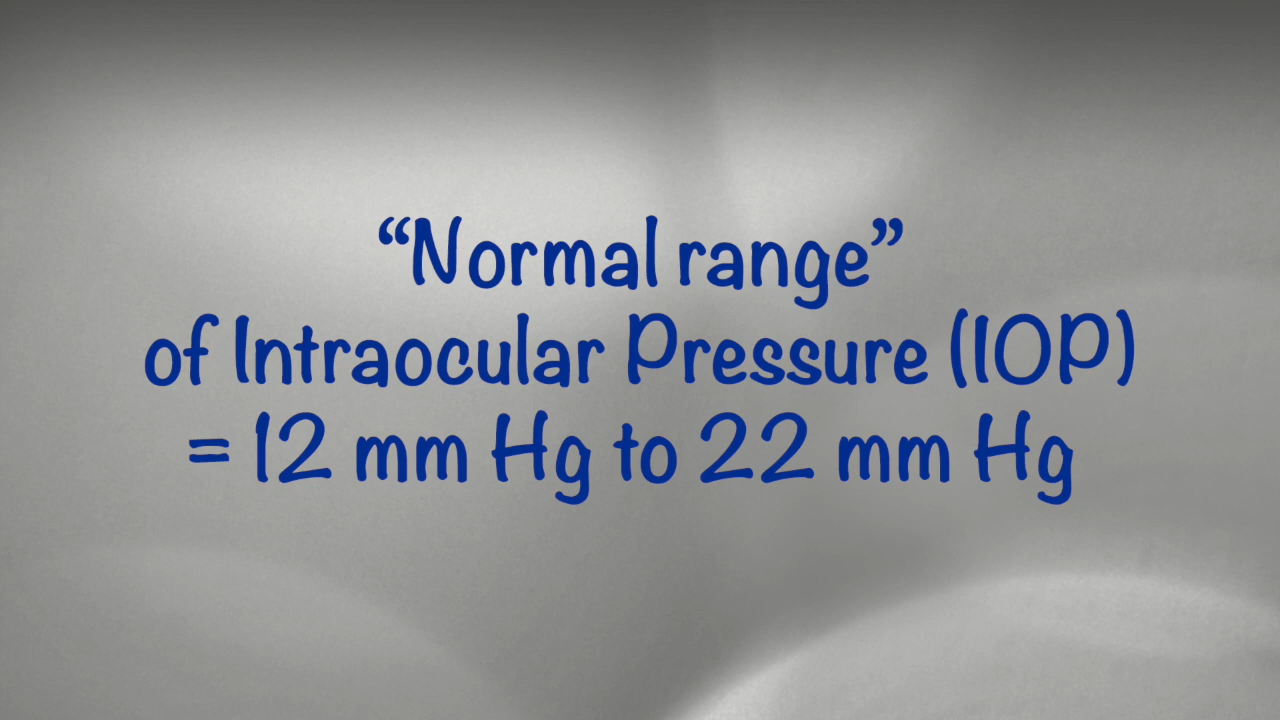 “Normal range”
of Intraocular Pressure (IOP)
= 12 mm Hg to 22 mm Hg